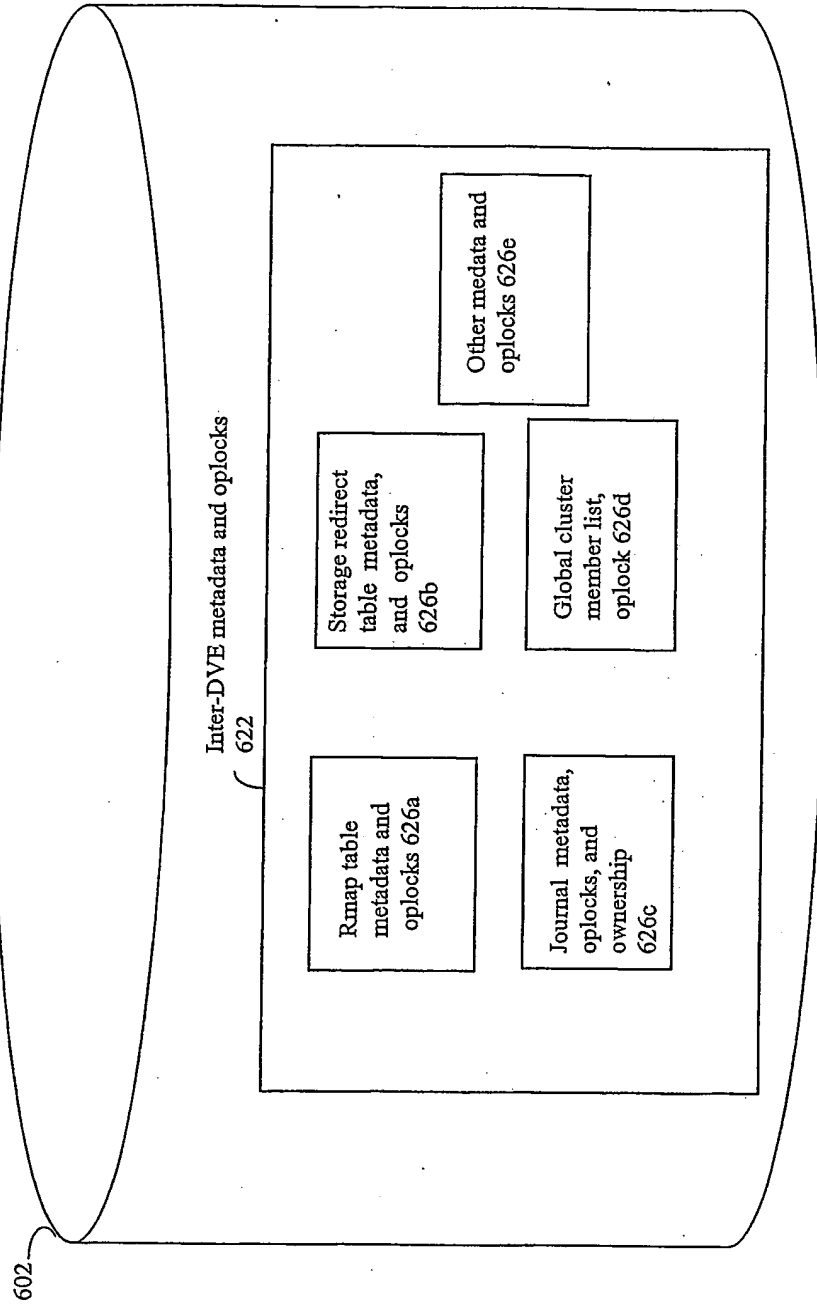 602
Inter-DVE metadata and oplocks
622
Rmap table
metadata and
oplocks 626a
Storage redirect
table metadata,
and oplocks
626b
Other medata and
oplocks 626e
Journal metadata,
oplocks, and
ownership
626c
Global cluster
member list,
oplock 626d